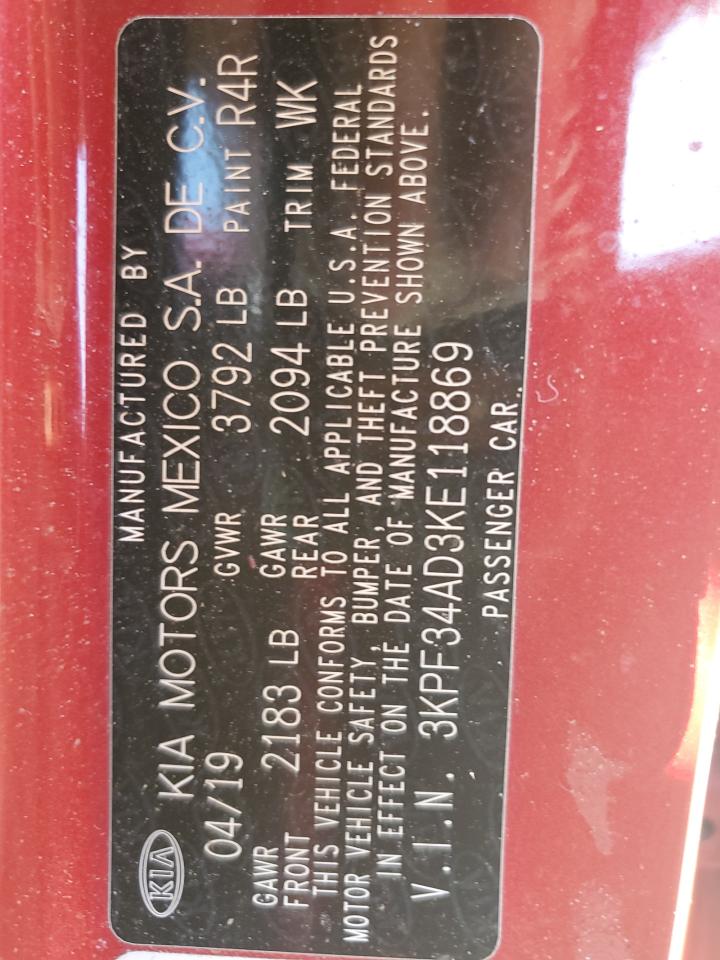 KIA
MANUFACTURED BY
KIA MOTORS MEXICO S.A. DE C.V.
04/19 GVWR 3792 LB PAINT R4R
GAWR FRONT 2183 LB GAWR REAR 2094 LB TRIM WK
THIS VEHICLE CONFORMS TO ALL APPLICABLE U.S.A. FEDERAL
MOTOR VEHICLE SAFETY, BUMPER, AND THEFT PREVENTION STANDARDS
IN EFFECT ON THE DATE OF MANUFACTURE SHOWN ABOVE.
V.I.N. 3KPF34AD3KE118869
PASSENGER CAR